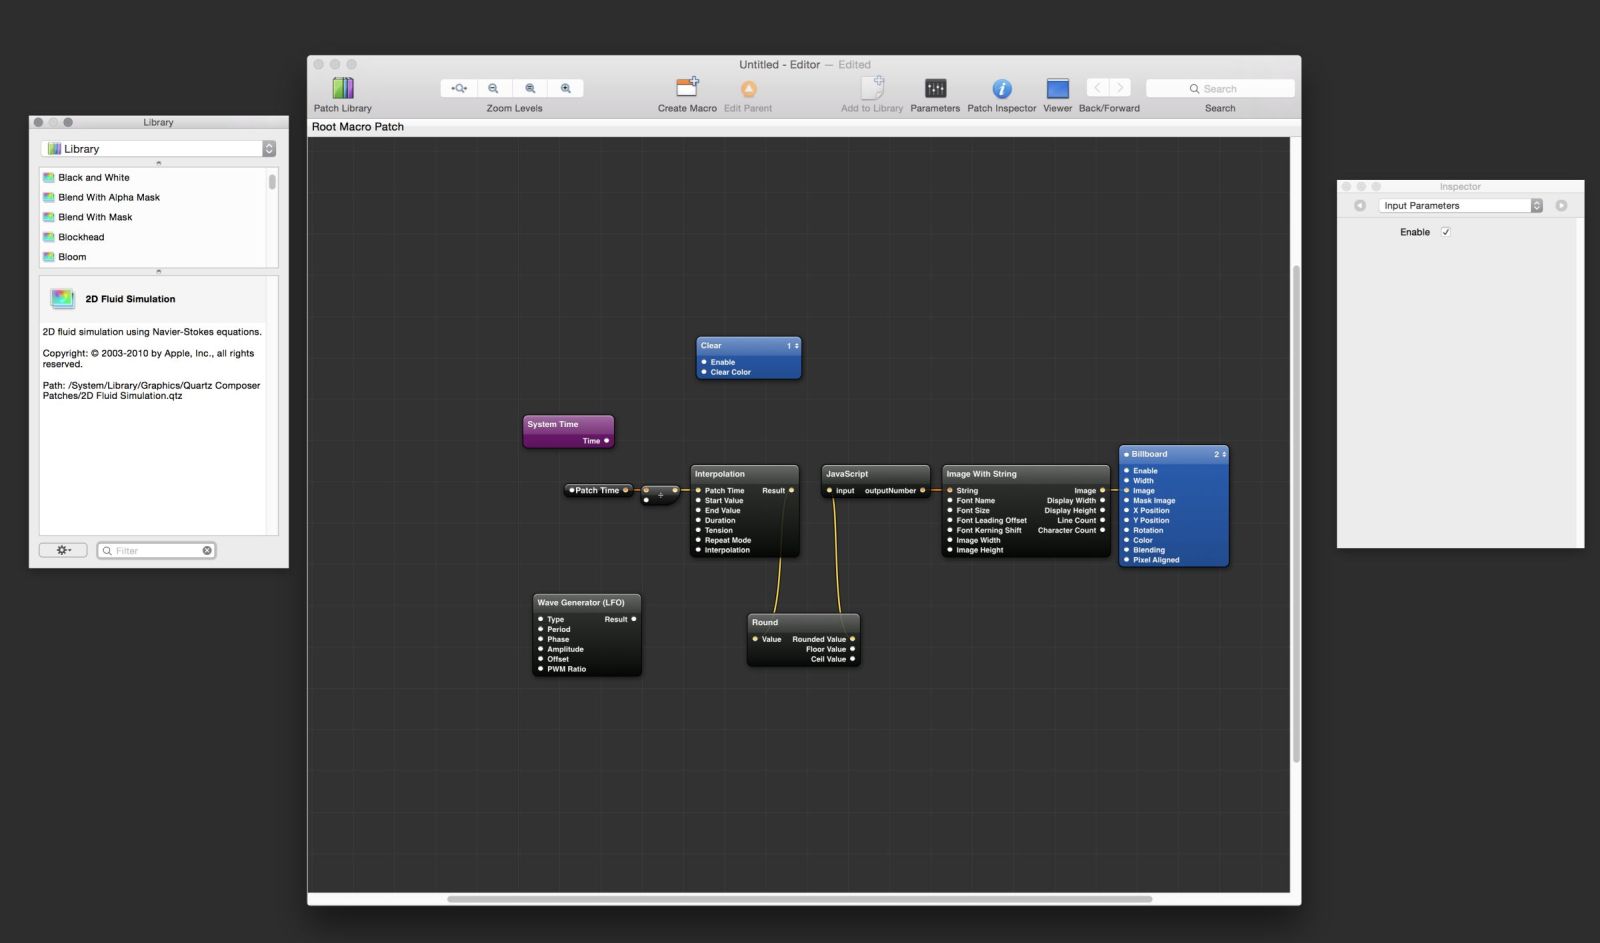 Untitled - Editor — Edited
Patch Library
Zoom Levels
Create Macro
Edit Parent
Add to Library
Parameters
Patch Inspector
Viewer
Back/Forward
Search
Search
Root Macro Patch
Library
Library
Black and White
Blend With Alpha Mask
Blend With Mask
Blockhead
Bloom
2D Fluid Simulation
2D fluid simulation using Navier-Stokes equations.
Copyright: © 2003-2010 by Apple, Inc., all rights
reserved.
Path: /System/Library/Graphics/Quartz Composer
Patches/2D Fluid Simulation.qtz
Filter
Clear 1
Enable
Clear Color
System Time
Time
Patch Time
÷
Interpolation
Patch Time Result
Start Value
End Value
Duration
Tension
Repeat Mode
Interpolation
JavaScript
input outputNumber
Image With String
String Image
Font Name Display Width
Font Size Display Height
Font Leading Offset Line Count
Font Kerning Shift Character Count
Image Width
Image Height
Billboard 2
Enable
Width
Image
Mask Image
X Position
Y Position
Rotation
Color
Blending
Pixel Aligned
Wave Generator (LFO)
Type Result
Period
Phase
Amplitude
Offset
PWM Ratio
Round
Value Rounded Value
Floor Value
Ceil Value
Inspector
Input Parameters
Enable